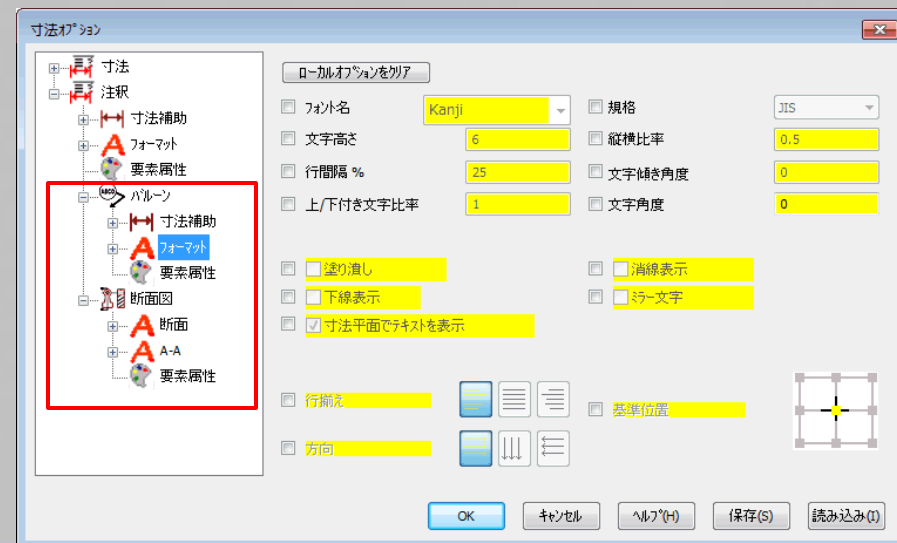 寸法ｵﾌﾟｼｮﾝ
寸法
注釈
寸法補助
ﾌｫｰﾏｯﾄ
要素属性
ABCD
ﾊﾞﾙｰﾝ
寸法補助
ﾌｫｰﾏｯﾄ
要素属性
断面図
断面
A-A
要素属性
ﾛｰｶﾙｵﾌﾟｼｮﾝをｸﾘｱ
ﾌｫﾝﾄ名 Kanji 規格 JIS
文字高さ 6 縦横比率 0.5
行間隔 % 25 文字傾き角度 0
上/下付き文字比率 1 文字角度 0
塗り潰し 消線表示
下線表示 ﾐﾗｰ文字
寸法平面でﾃｷｽﾄを表示
行揃え 基準位置
方向
OK ｷｬﾝｾﾙ ﾍﾙﾌﾟ(H) 保存(S) 読み込み(I)